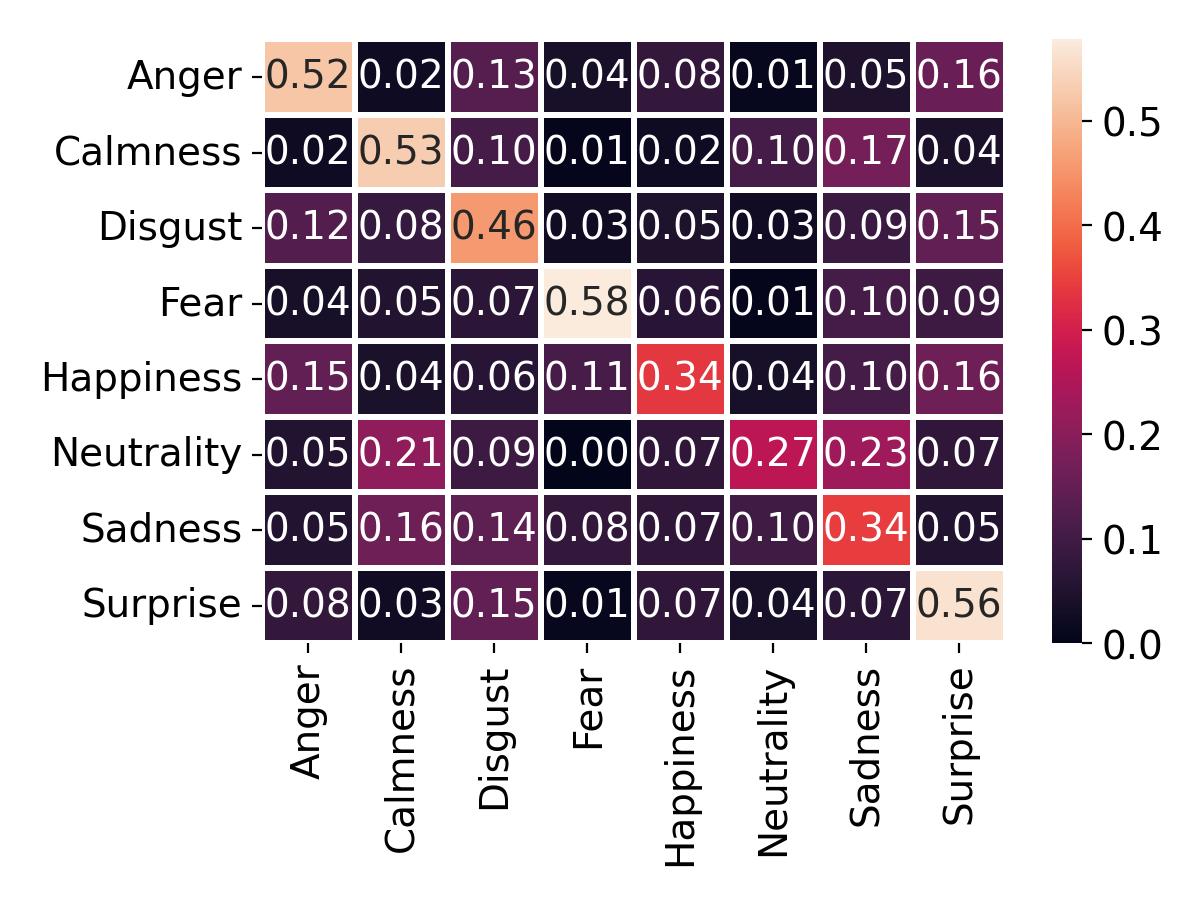 Anger 0.52 0.02 0.13 0.04 0.08 0.01 0.05 0.16
0.5
Calmness 0.02 0.53 0.10 0.01 0.02 0.10 0.17 0.04
Disgust 0.12 0.08 0.46 0.03 0.05 0.03 0.09 0.15
0.4
Fear 0.04 0.05 0.07 0.58 0.06 0.01 0.10 0.09
0.3
Happiness 0.15 0.04 0.06 0.11 0.34 0.04 0.10 0.16
0.2
Neutrality 0.05 0.21 0.09 0.00 0.07 0.27 0.23 0.07
Sadness 0.05 0.16 0.14 0.08 0.07 0.10 0.34 0.05
0.1
Surprise 0.08 0.03 0.15 0.01 0.07 0.04 0.07 0.56
0.0
Anger
Calmness
Disgust
Fear
Happiness
Neutrality
Sadness
Surprise